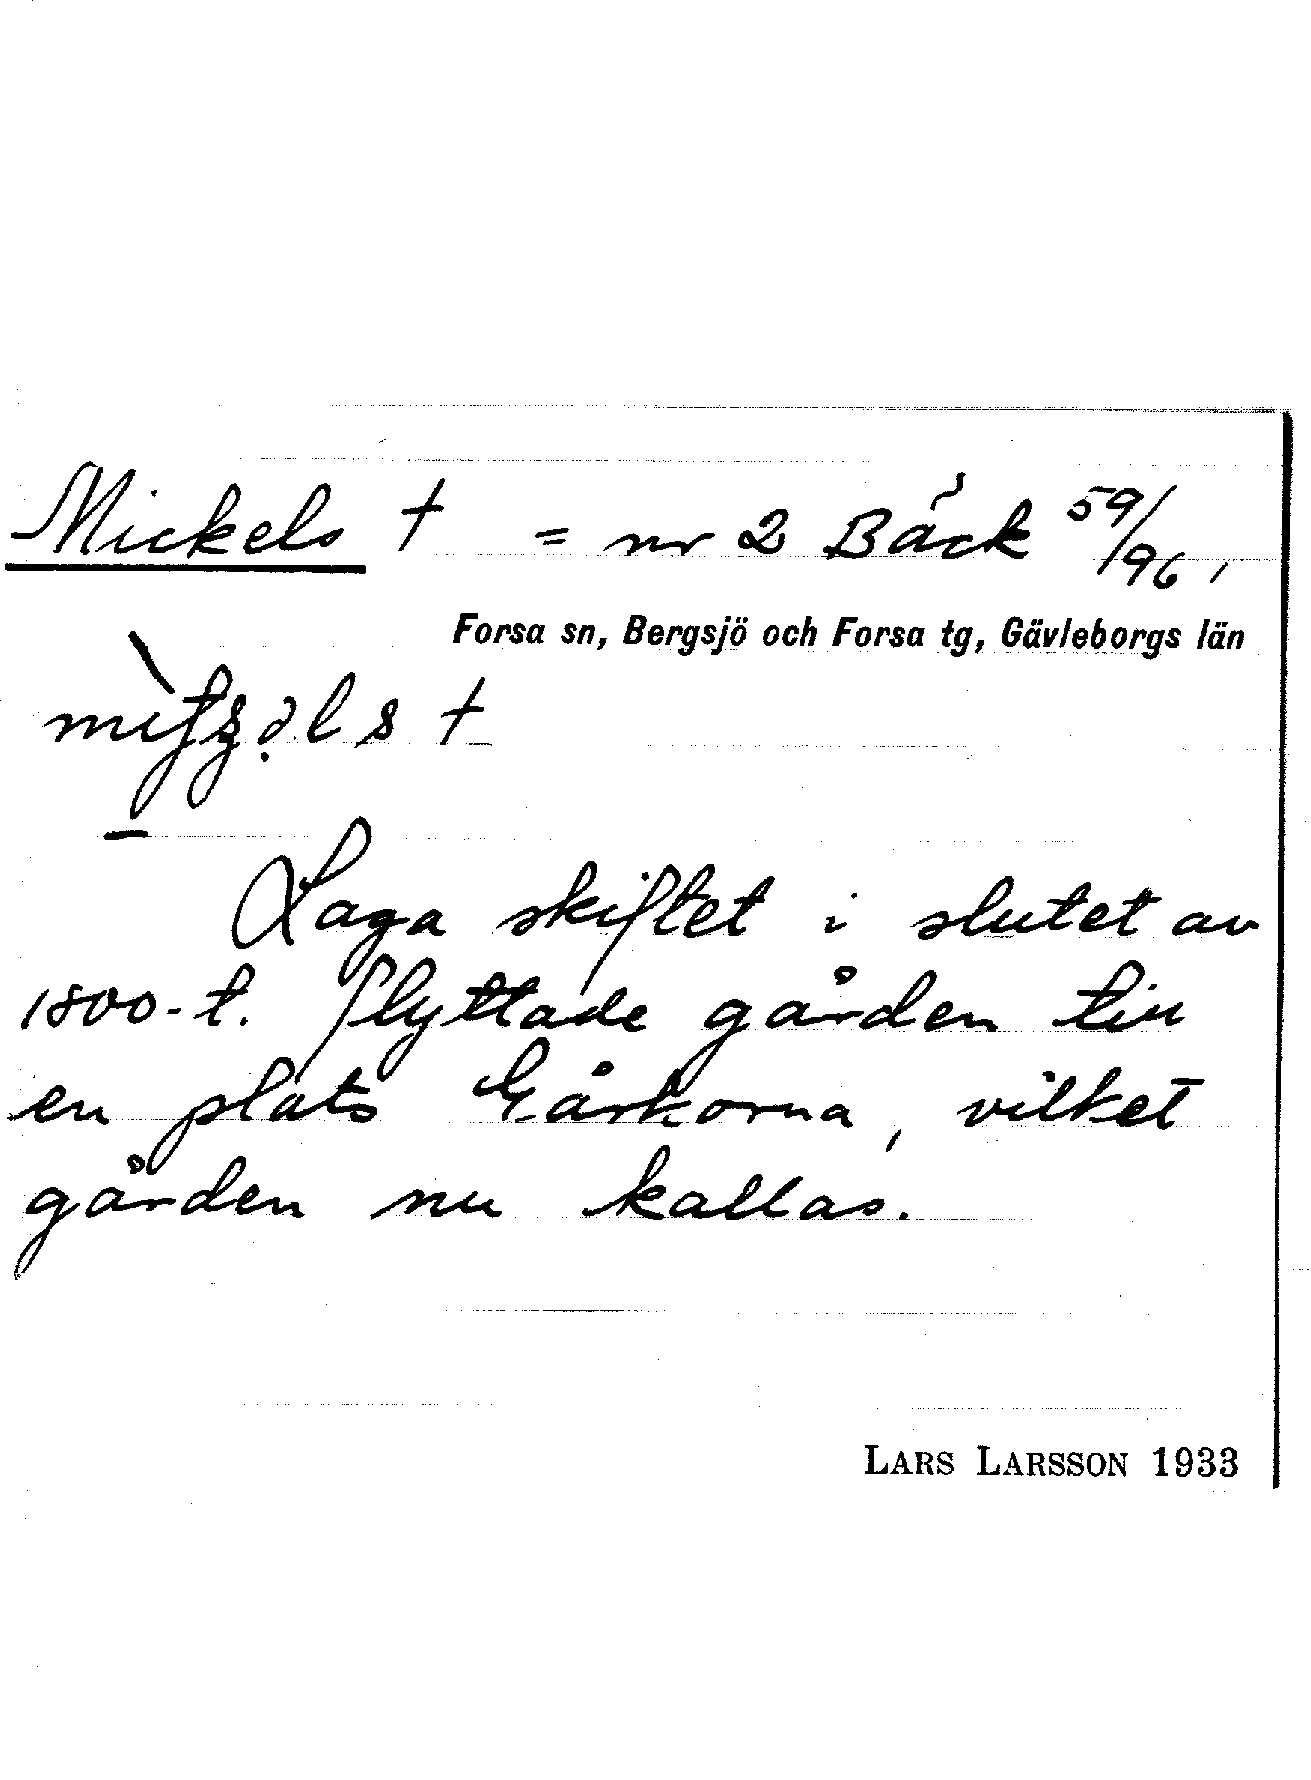 Mickels † = nr 2 Bäck 59/96,
Forsa sn, Bergsjö och Forsa tg, Gävleborgs län
Laga skiftet i slutet av
1800-t. flyttade gården till
en plats Gårkorna, vilket
gården nu kallas.
LARS LARSSON 1933